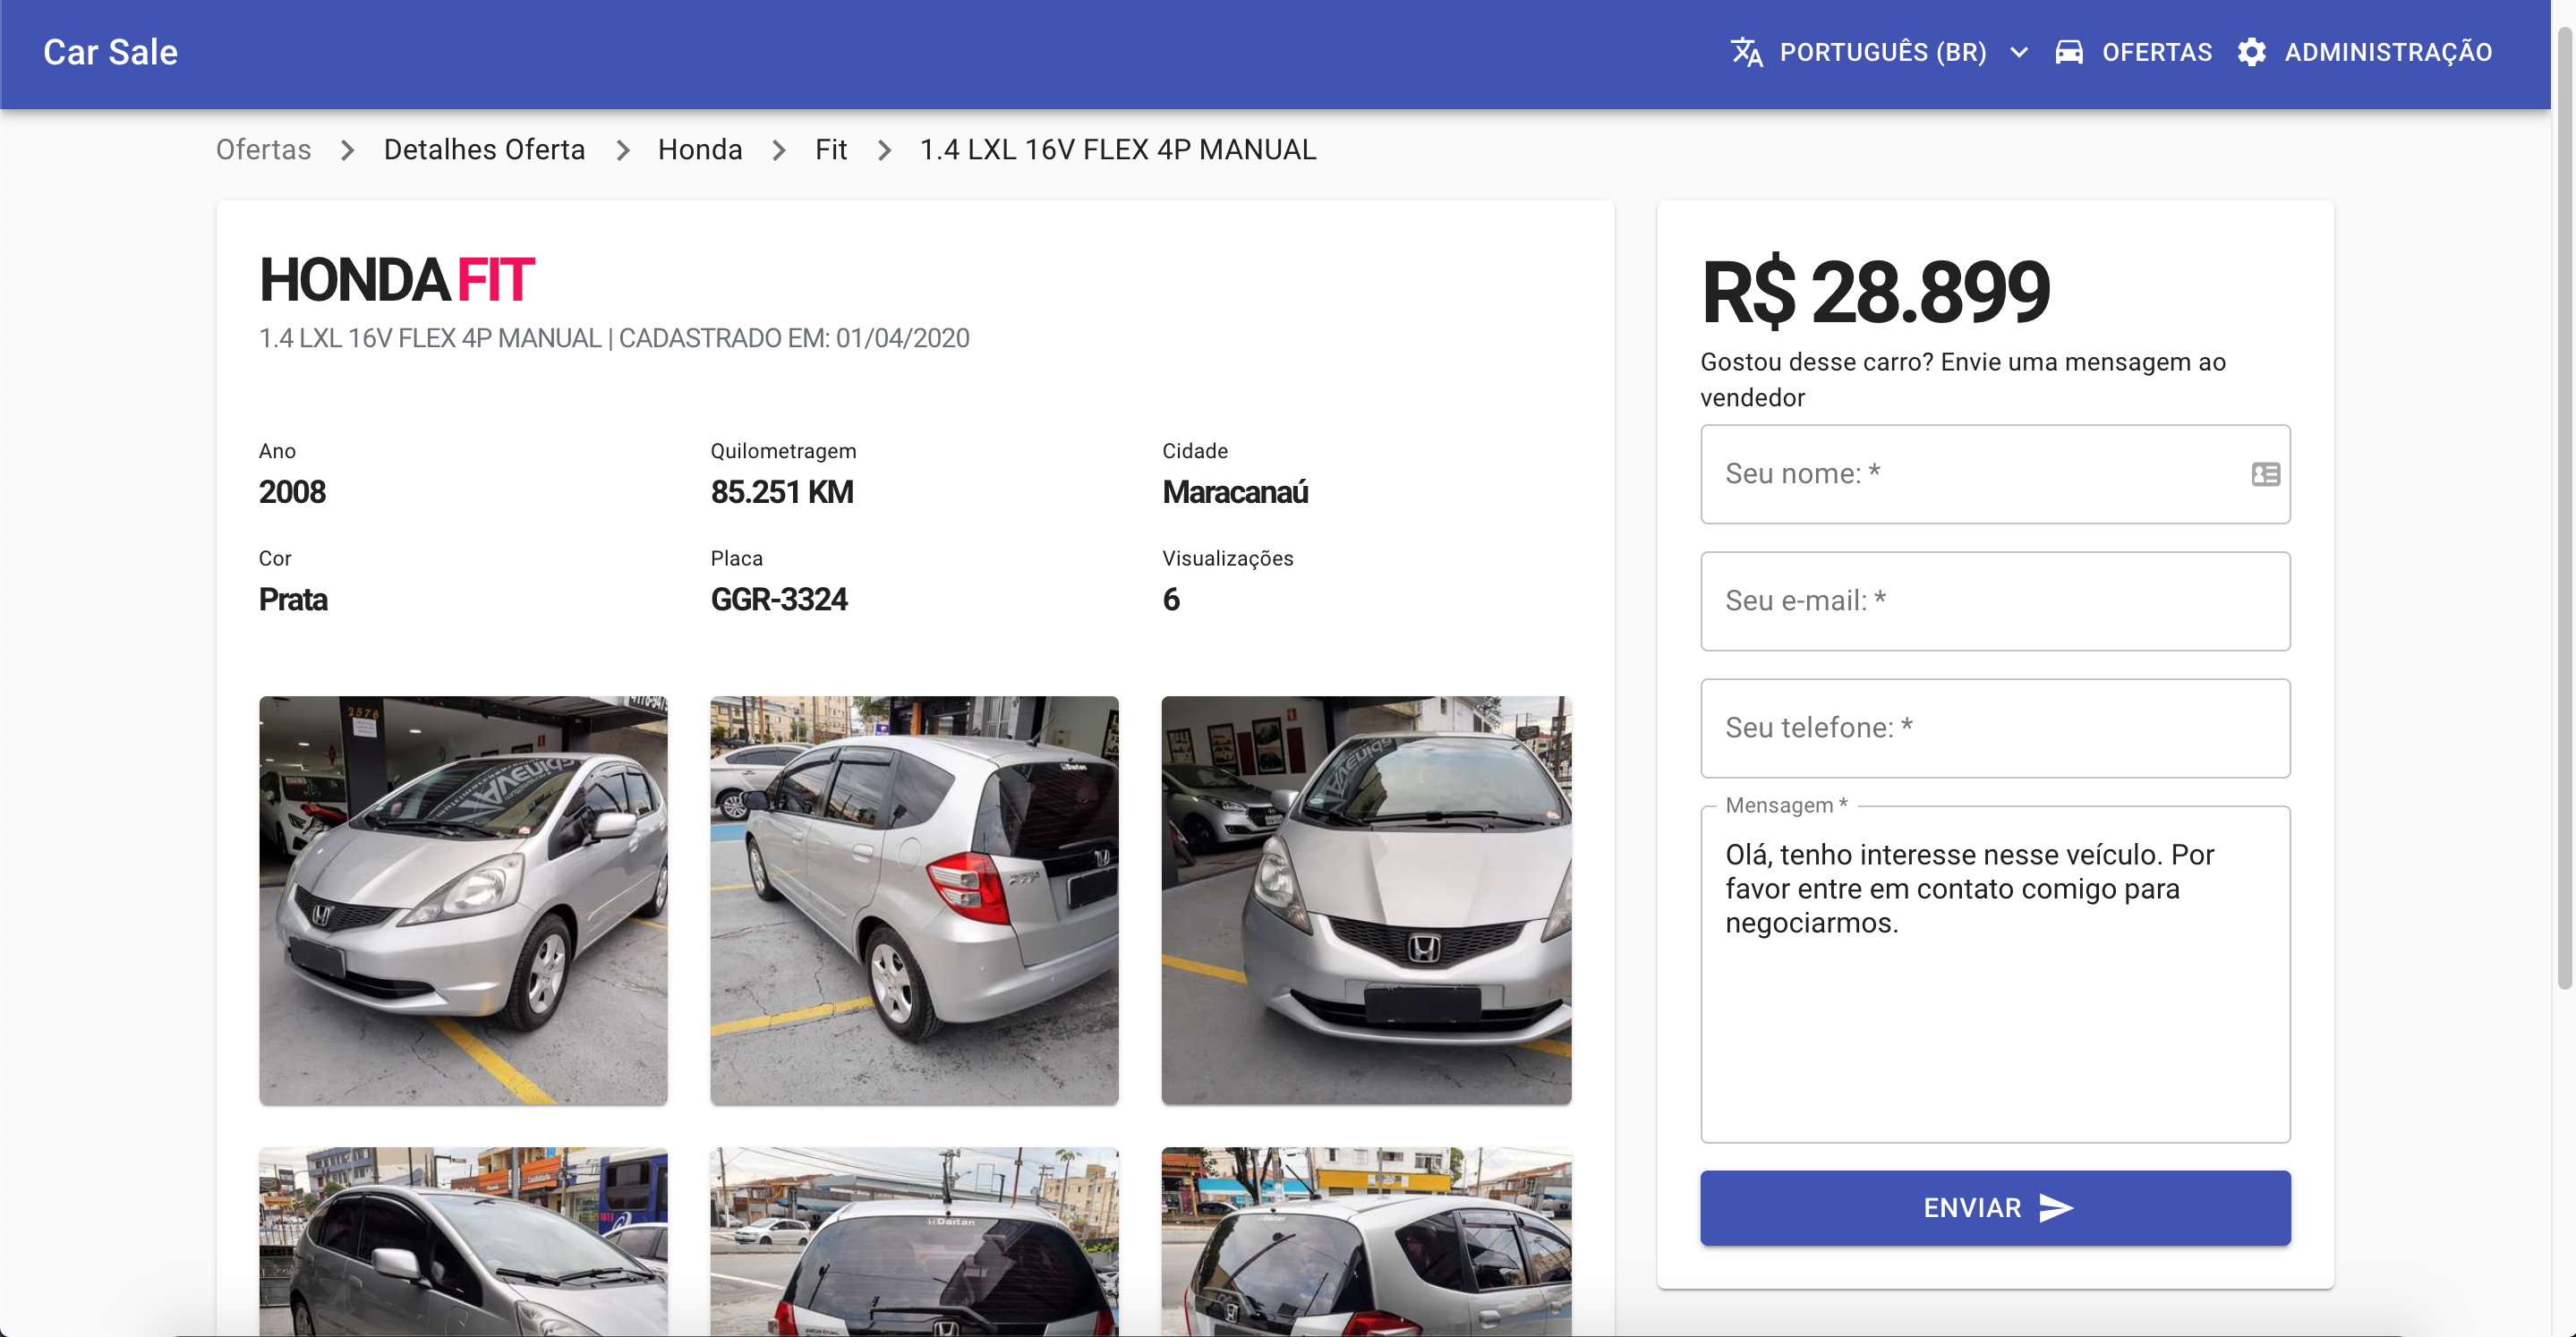 Car Sale
PORTUGUÊS (BR)
OFERTAS
ADMINISTRAÇÃO
Ofertas > Detalhes Oferta > Honda > Fit > 1.4 LXL 16V FLEX 4P MANUAL
HONDA FIT
1.4 LXL 16V FLEX 4P MANUAL | CADASTRADO EM: 01/04/2020
Ano
2008
Quilometragem
85.251 KM
Cidade
Maracanaú
Cor
Prata
Placa
GGR-3324
Visualizações
6
2576
Daitan
Daitan
R$ 28.899
Gostou desse carro? Envie uma mensagem ao
vendedor
Seu nome: *
Seu e-mail: *
Seu telefone: *
Mensagem *
Olá, tenho interesse nesse veículo. Por
favor entre em contato comigo para
negociarmos.
ENVIAR